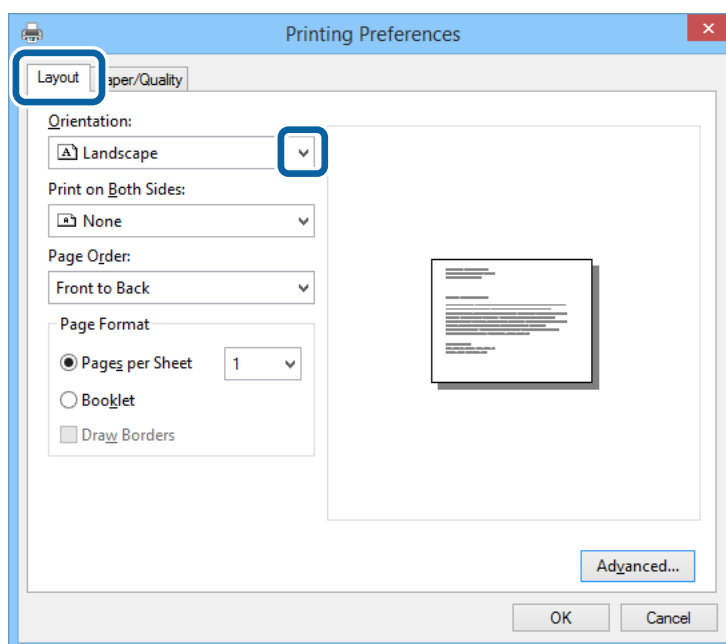 Printing Preferences
Layout
aper/Quality
Orientation:
Landscape
Print on Both Sides:
None
Page Order:
Front to Back
Page Format
Pages per Sheet 1
Booklet
Draw Borders
Advanced...
OK Cancel